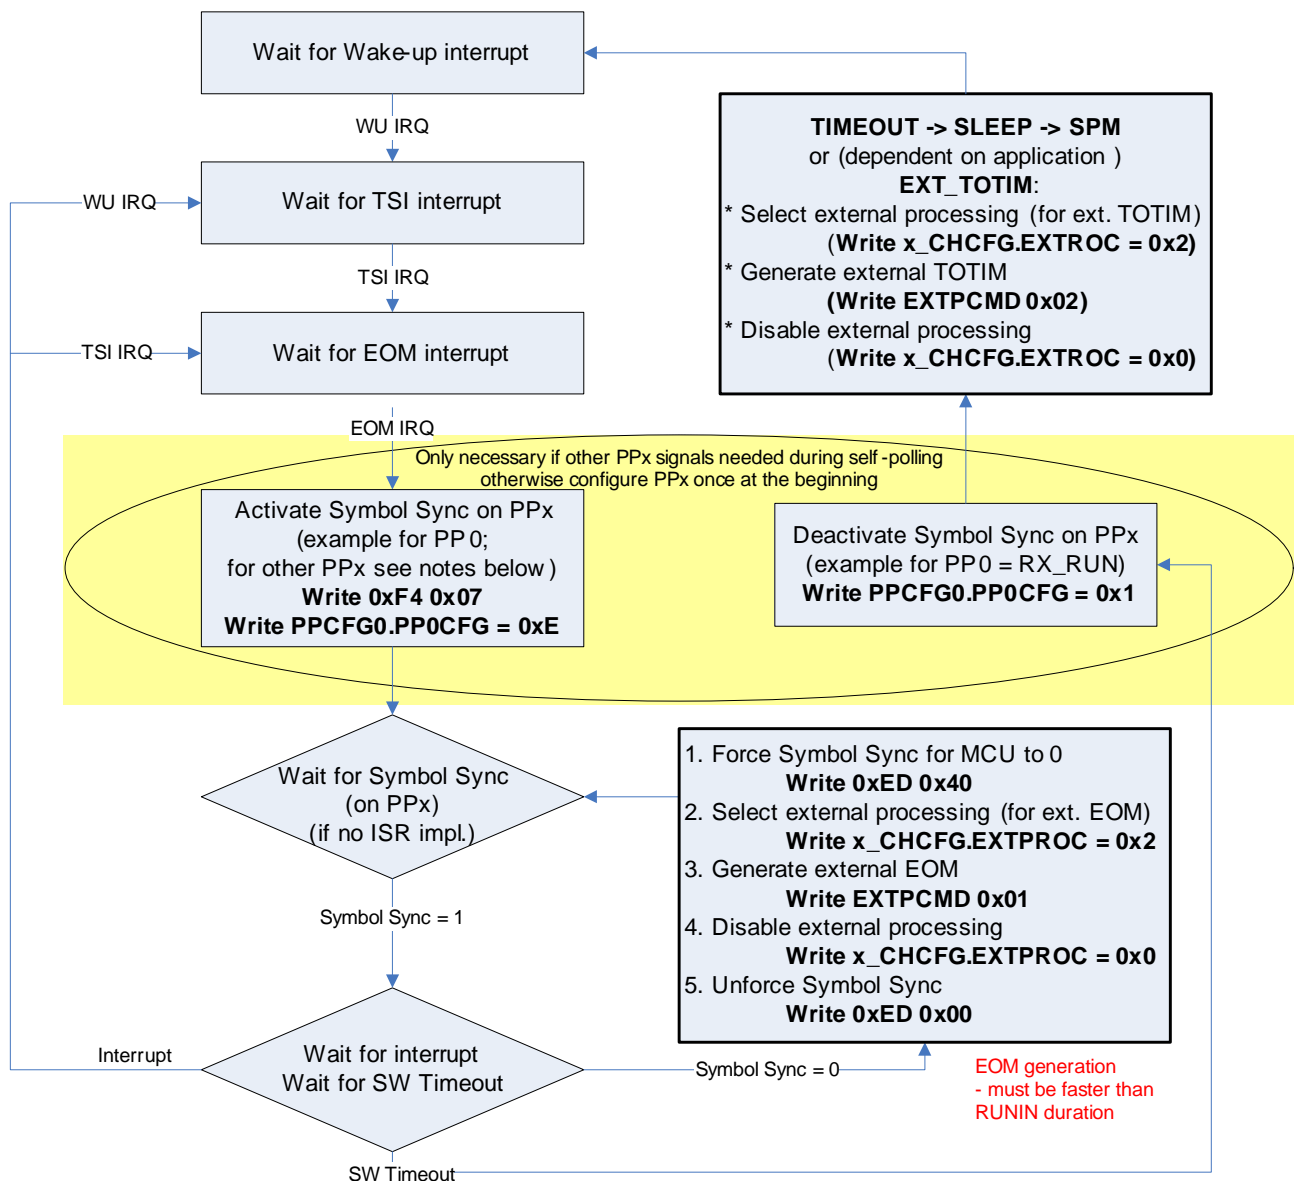 Wait for Wake-up interrupt
WU IRQ
Wait for TSI interrupt
WU IRQ
TSI IRQ
Wait for EOM interrupt
TSI IRQ
EOM IRQ
TIMEOUT -> SLEEP -> SPM
or (dependent on application )
EXT_TOTIM:
* Select external processing (for ext. TOTIM)
(Write x_CHCFG.EXTROC = 0x2)
* Generate external TOTIM
(Write EXTPCMD 0x02)
* Disable external processing
(Write x_CHCFG.EXTROC = 0x0)
Only necessary if other PPx signals needed during self -polling
otherwise configure PPx once at the beginning
Activate Symbol Sync on PPx
(example for PP0;
for other PPx see notes below )
Write 0xF4 0x07
Write PPCFG0.PP0CFG = 0xE
Deactivate Symbol Sync on PPx
(example for PP0 = RX_RUN)
Write PPCFG0.PP0CFG = 0x1
Wait for Symbol Sync
(on PPx)
(if no ISR impl.)
1. Force Symbol Sync for MCU to 0
Write 0xED 0x40
2. Select external processing (for ext. EOM)
Write x_CHCFG.EXTPROC = 0x2
3. Generate external EOM
Write EXTPCMD 0x01
4. Disable external processing
Write x_CHCFG.EXTPROC = 0x0
5. Unforce Symbol Sync
Write 0xED 0x00
Symbol Sync = 1
Interrupt
Wait for interrupt
Wait for SW Timeout
Symbol Sync = 0
EOM generation
- must be faster than
RUNIN duration
SW Timeout